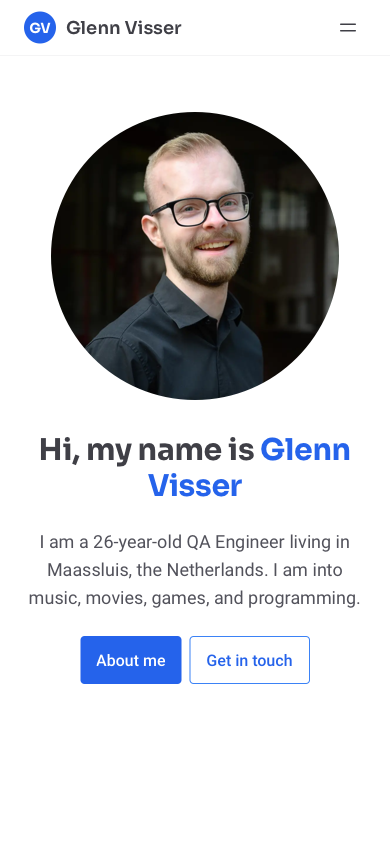 GV Glenn Visser
Hi, my name is Glenn
Visser
I am a 26-year-old QA Engineer living in
Maassluis, the Netherlands. I am into
music, movies, games, and programming.
About me Get in touch